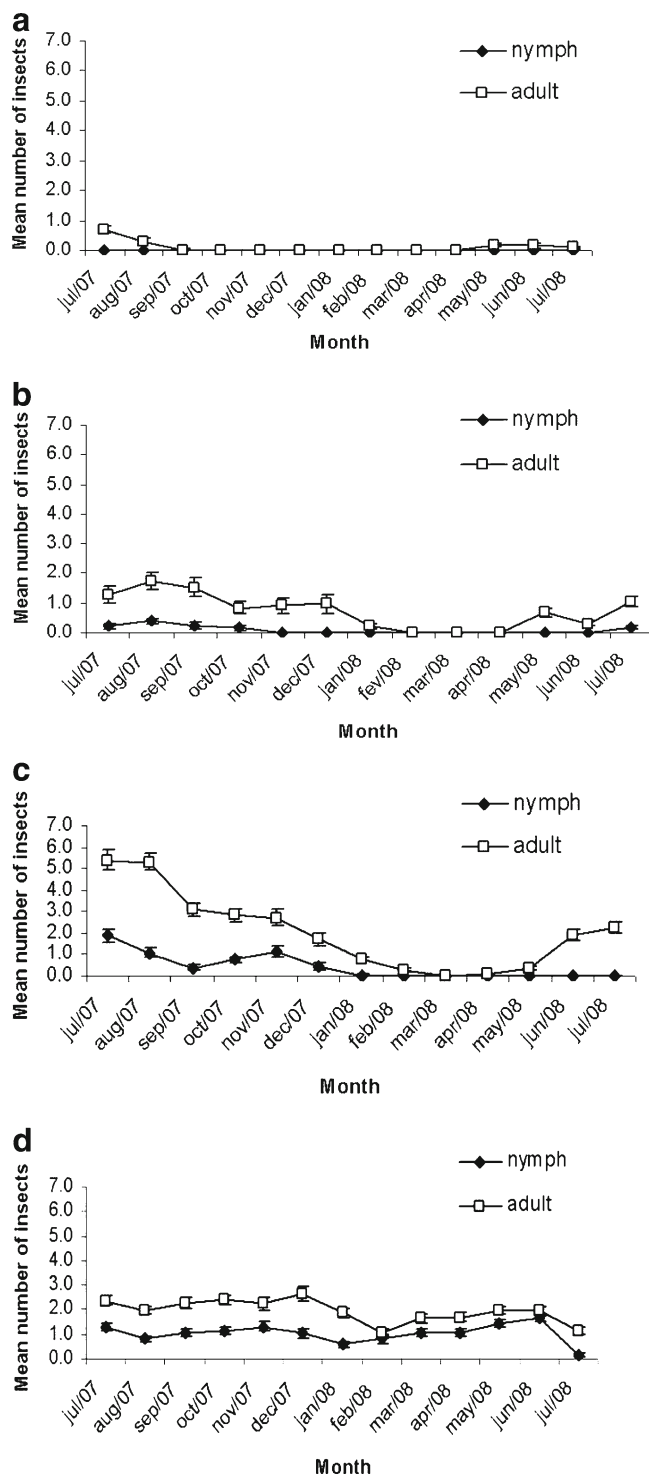 a
Mean number of insects
7.0
6.0
5.0
4.0
3.0
2.0
1.0
0.0
nymph
adult
jul/07 aug/07 sep/07 oct/07 nov/07 dec/07 jan/08 feb/08 mar/08 apr/08 may/08 jun/08 jul/08
Month
b
Mean number of insects
7.0
6.0
5.0
4.0
3.0
2.0
1.0
0.0
nymph
adult
jul/07 aug/07 sep/07 oct/07 nov/07 dec/07 jan/08 fev/08 mar/08 apr/08 may/08 jun/08 jul/08
Month
c
Mean number of insects
7.0
6.0
5.0
4.0
3.0
2.0
1.0
0.0
nymph
adult
jul/07 aug/07 sep/07 oct/07 nov/07 dec/07 jan/08 feb/08 mar/08 apr/08 may/08 jun/08 jul/08
Month
d
Mean number of insects
7.0
6.0
5.0
4.0
3.0
2.0
1.0
0.0
nymph
adult
jul/07 aug/07 sep/07 oct/07 nov/07 dec/07 jan/08 feb/08 mar/08 apr/08 may/08 jun/08 jul/08
Month